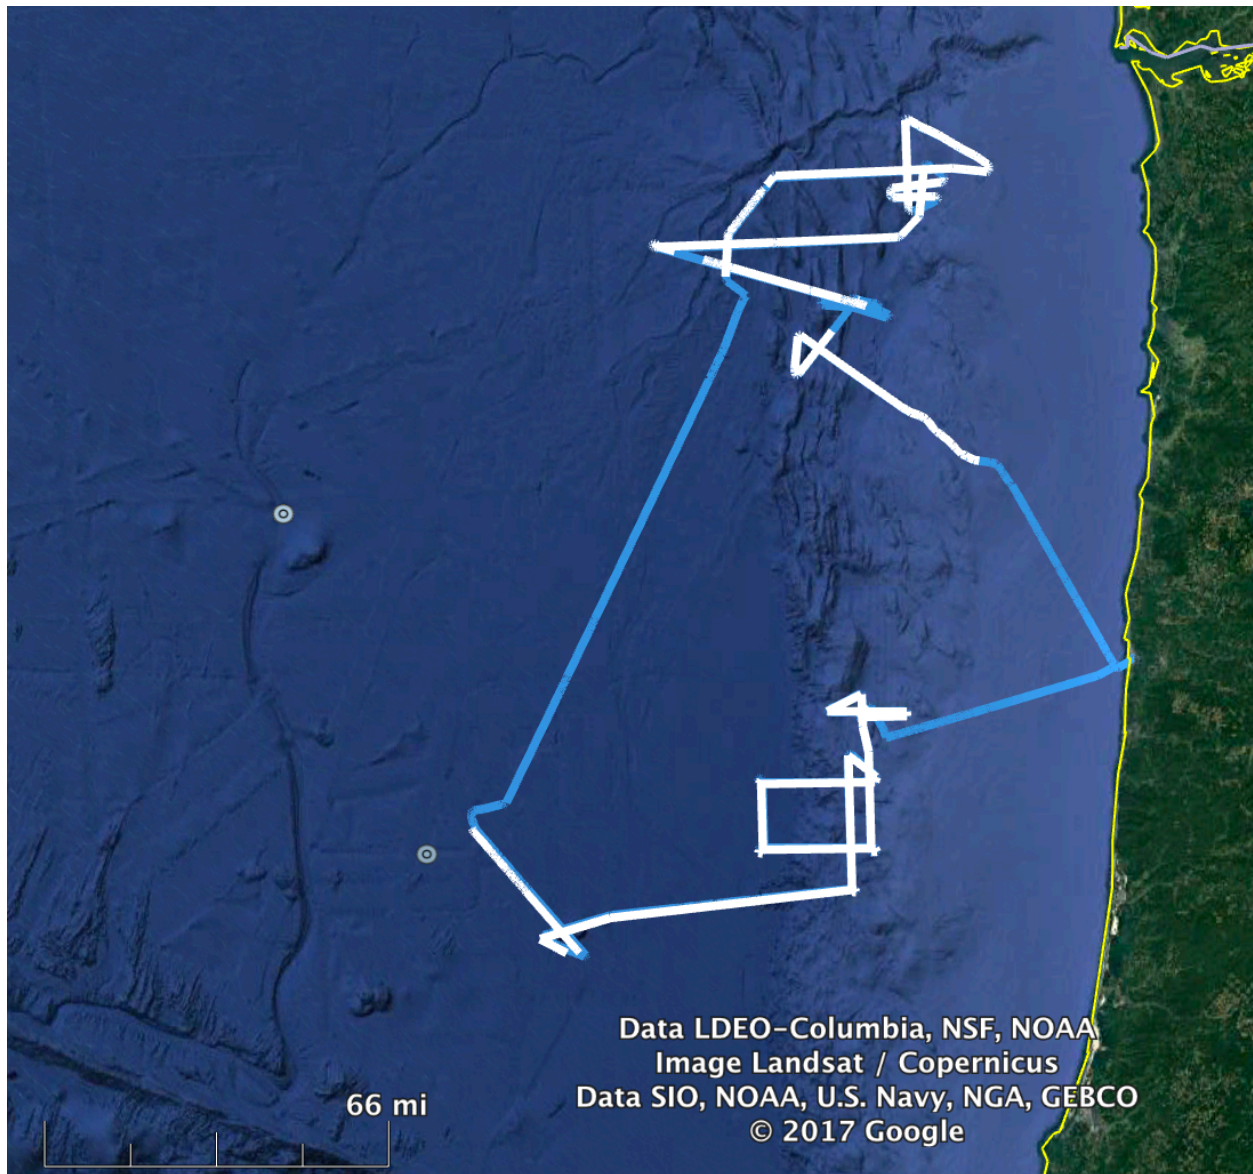 66 mi
Data LDEO-Columbia, NSF, NOAA
Image Landsat / Copernicus
Data SIO, NOAA, U.S. Navy, NGA, GEBCO
© 2017 Google